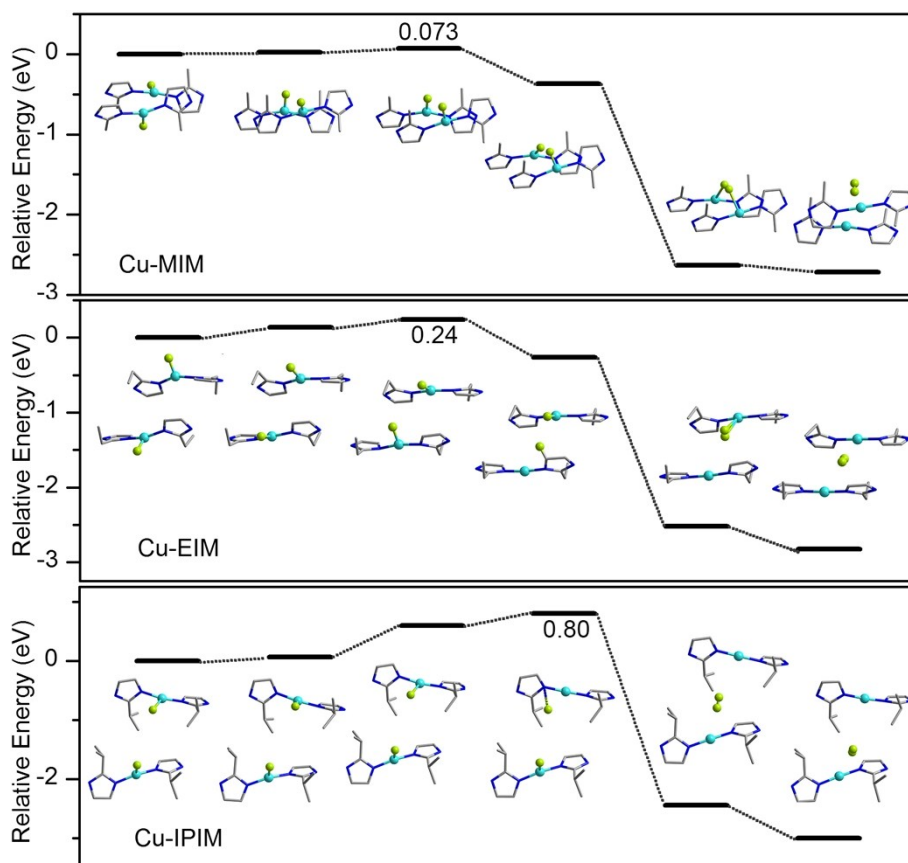 Relative Energy (eV)
0
-1
-2
-3
0.073
Cu-MIM
Relative Energy (eV)
0
-1
-2
-3
0.24
Cu-EIM
Relative Energy (eV)
0
-2
0.80
Cu-IPIM